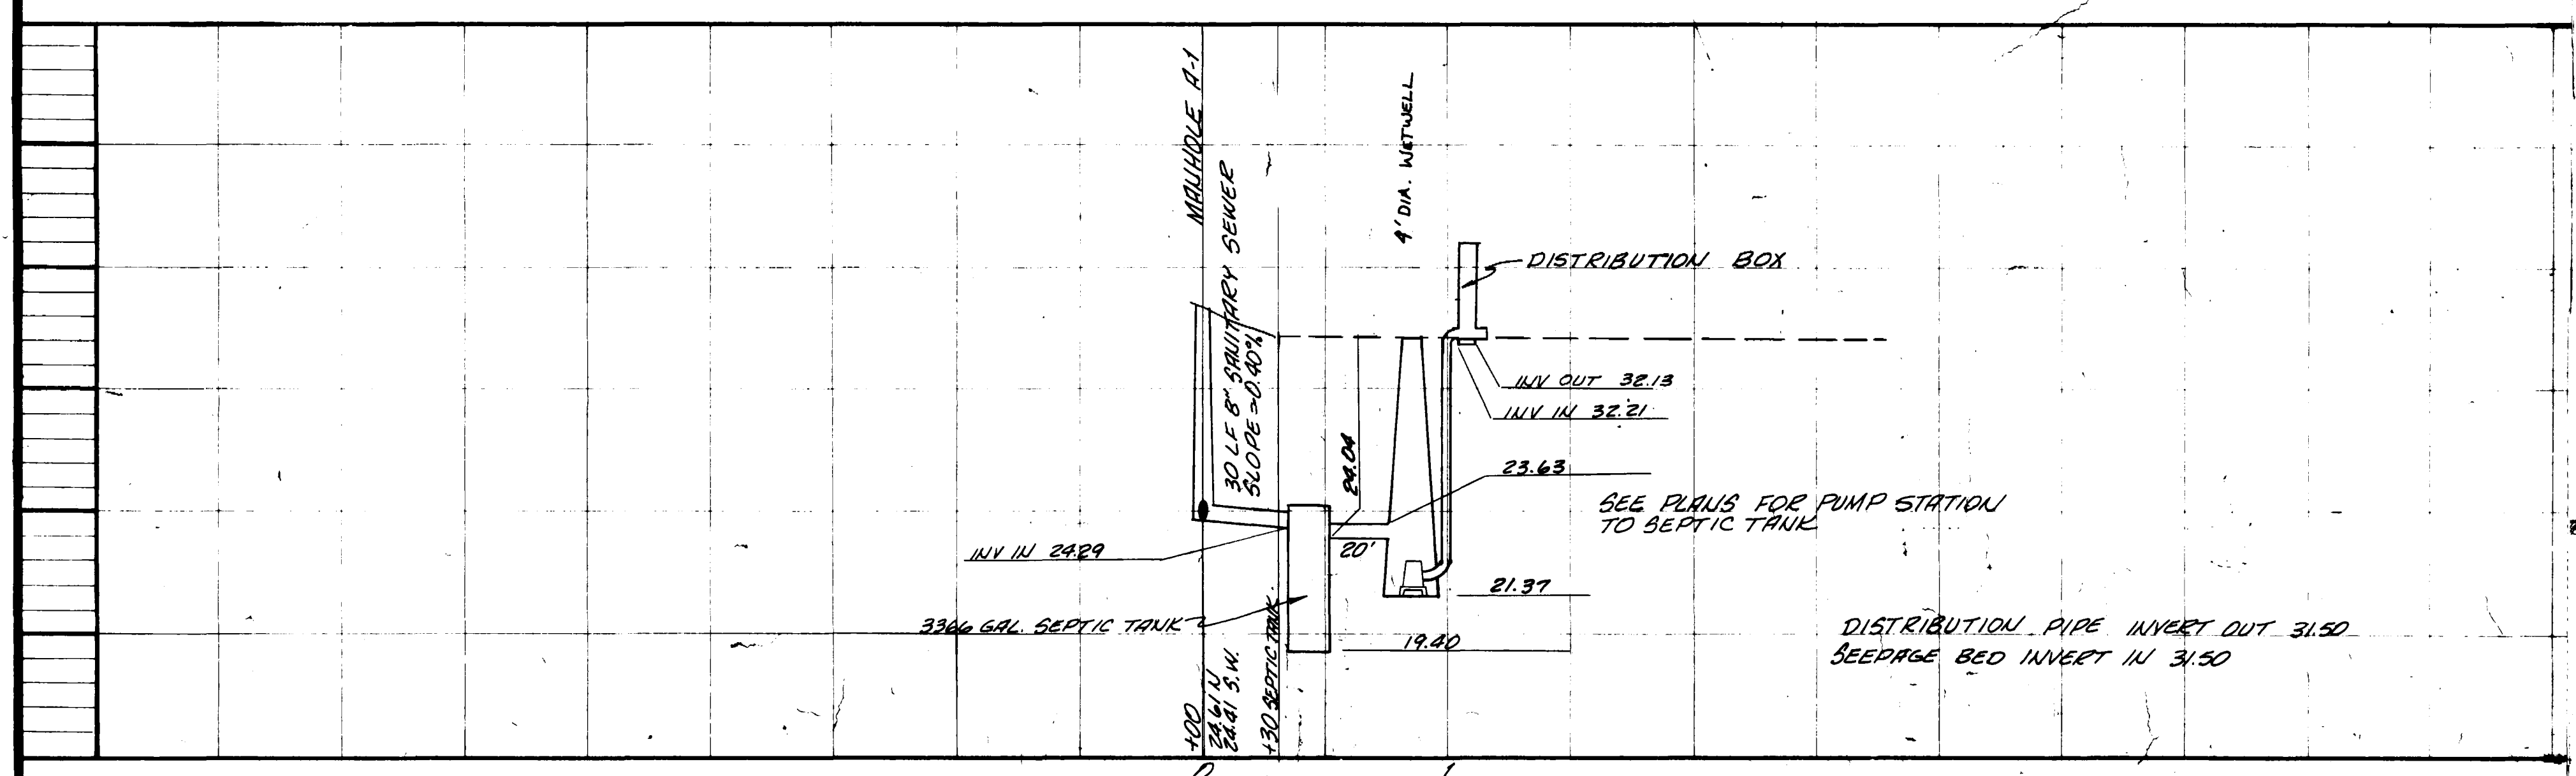 MANHOLE A-1
30 LF 8" SANITARY SEWER
SLOPE = 0.40%
4' DIA. WETWELL
DISTRIBUTION BOX
INV OUT 32.13
INV IN 32.21
24.04
23.63
SEE PLANS FOR PUMP STATION
TO SEPTIC TANK
INV IN 24.29
20'
21.37
3366 GAL. SEPTIC TANK
19.40
DISTRIBUTION PIPE INVERT OUT 31.50
SEEPAGE BED INVERT IN 31.50
+00
24.61 N
24.41 S.W.
+30 SEPTIC TANK
0
1